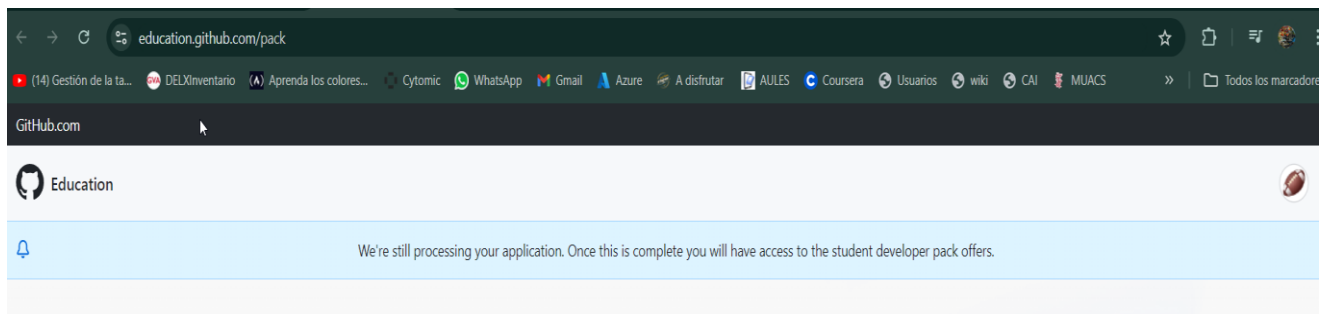 education.github.com/pack
(14) Gestión de la ta... GVA DELXInventario Aprenda los colores... Cytomic WhatsApp Gmail Azure A disfrutar AULES Coursera Usuarios wiki CAI MUACS » Todos los marcadore
GitHub.com
Education
We're still processing your application. Once this is complete you will have access to the student developer pack offers.